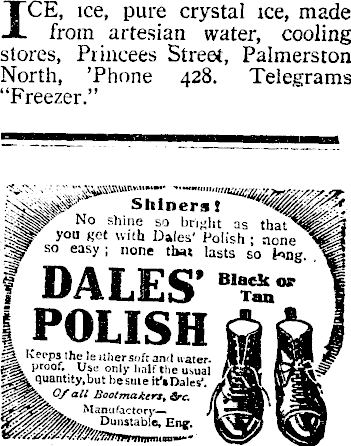 ICE, ice, pure crystal ice, made
from artesian water, cooling
stores, Princees Street, Palmerston
North, 'Phone 428. Telegrams
"Freezer."
Shiners!
No shine so bright as that
you get with Dales' Polish; none
so easy; none that lasts so long.
DALES'
POLISH
Black or
Tan
Keeps the leather soft and water-
proof. Use only half the usual
quantity, but be sure it's Dales'.
Of all Bootmakers, &c.
Manufactory—
Dunstable, Eng.